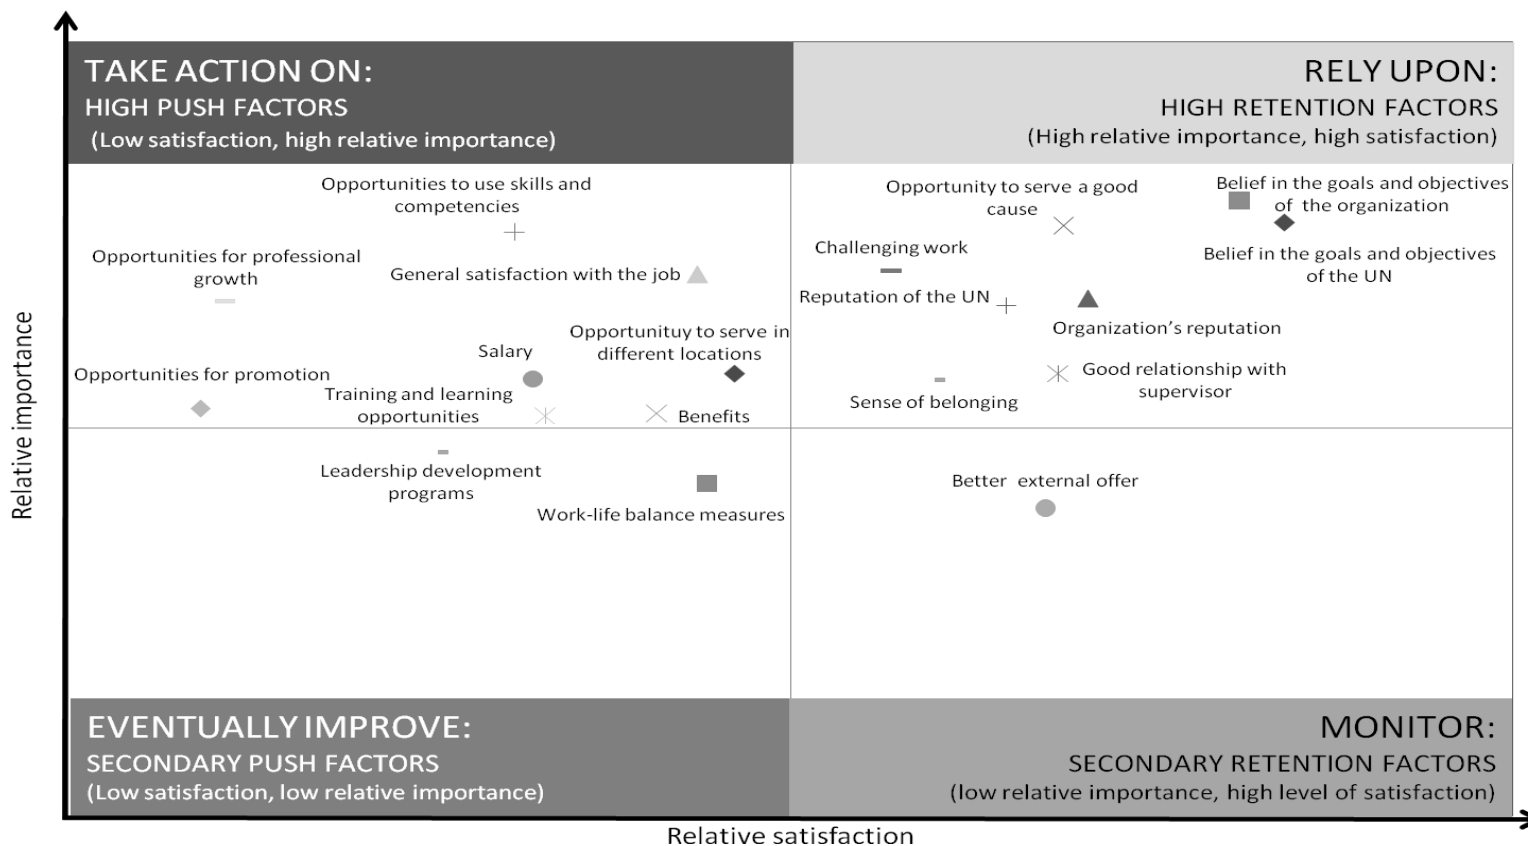 TAKE ACTION ON:
HIGH PUSH FACTORS
(Low satisfaction, high relative importance)
RELY UPON:
HIGH RETENTION FACTORS
(High relative importance, high satisfaction)
Opportunities to use skills and
competencies
Opportunities for professional
growth
General satisfaction with the job
Opportunituy to serve in
different locations
Salary
Opportunities for promotion
Training and learning
opportunities
Benefits
Opportunity to serve a good
cause
Belief in the goals and objectives
of the organization
Challenging work
Belief in the goals and objectives
of the UN
Reputation of the UN
Organization's reputation
Good relationship with
supervisor
Sense of belonging
Leadership development
programs
Work-life balance measures
Better external offer
EVENTUALLY IMPROVE:
SECONDARY PUSH FACTORS
(Low satisfaction, low relative importance)
MONITOR:
SECONDARY RETENTION FACTORS
(low relative importance, high level of satisfaction)
Relative importance
Relative satisfaction